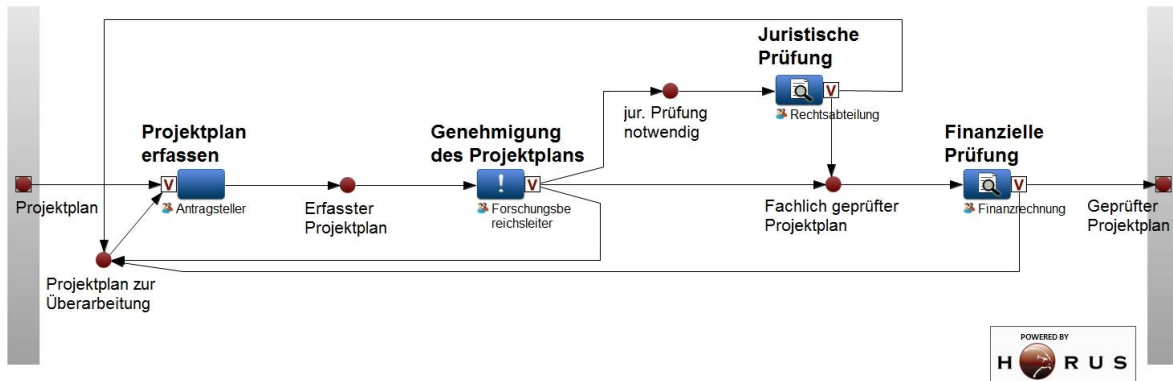 Juristische
Prüfung
V
Rechtsabteilung
jur. Prüfung
notwendig
Projektplan
erfassen
Genehmigung
des Projektplans
Finanzielle
Prüfung
Projektplan
V
Antragsteller
Erfasster
Projektplan
!
V
Forschungsbe
reichsleiter
Fachlich geprüfter
Projektplan
V
Finanzrechnung
Geprüfter
Projektplan
Projektplan zur
Überarbeitung
POWERED BY
HORUS